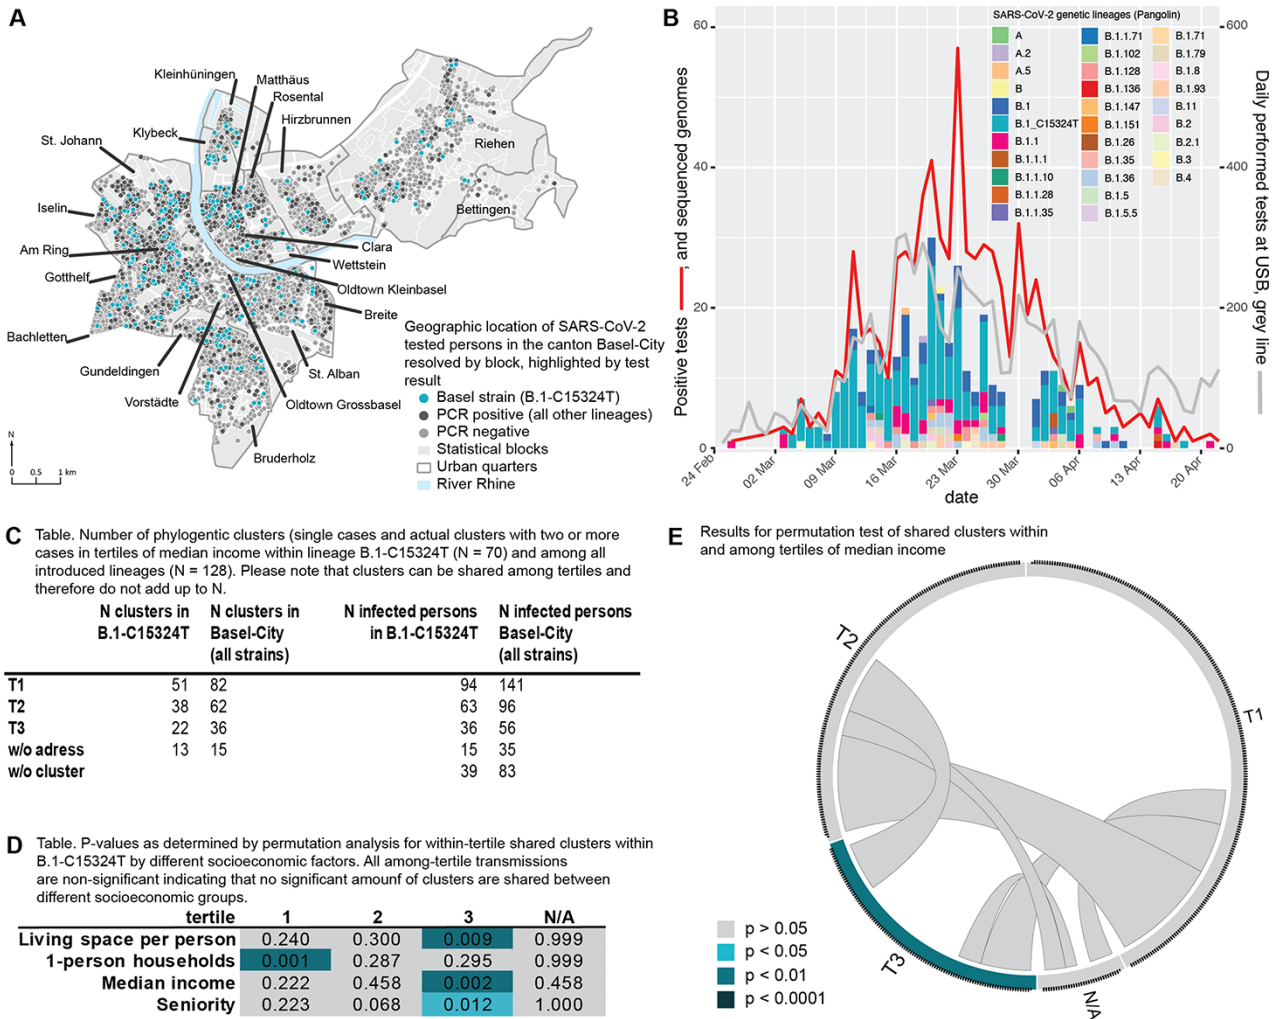 A
Kleinhüningen
Matthäus
Rosental
Hirzbrunnen
Klybeck
St. Johann
Riehen
Iselin
Bettingen
Am Ring
Clara
Wettstein
Gotthelf
Oldtown Kleinbasel
Breite
Bachletten
Gundeldingen
St. Alban
Vorstädte
Oldtown Grossbasel
Bruderholz
N
0 0.5 1 km
Geographic location of SARS-CoV-2
tested persons in the canton Basel-City
resolved by block, highlighted by test
result
Basel strain (B.1-C15324T)
PCR positive (all other lineages)
PCR negative
Statistical blocks
Urban quarters
River Rhine
B
SARS-CoV-2 genetic lineages (Pangolin)
A
A.2
A.5
B
B.1
B.1_C15324T
B.1.1
B.1.1.1
B.1.1.10
B.1.1.28
B.1.1.35
B.1.1.71
B.1.102
B.1.128
B.1.136
B.1.147
B.1.151
B.1.26
B.1.35
B.1.36
B.1.5
B.1.5.5
B.1.71
B.1.79
B.1.8
B.1.93
B.11
B.2
B.2.1
B.3
B.4
60
40
20
0
600
400
200
0
Positive tests , and sequenced genomes
Daily performed tests at USB, grey line
24 Feb
02 Mar
09 Mar
16 Mar
23 Mar
30 Mar
06 Apr
13 Apr
20 Apr
date
C
Table. Number of phylogentic clusters (single cases and actual clusters with two or more
cases in tertiles of median income within lineage B.1-C15324T (N = 70) and among all
introduced lineages (N = 128). Please note that clusters can be shared among tertiles and
therefore do not add up to N.
N clusters in N clusters in N infected persons N infected persons
B.1-C15324T Basel-City in B.1-C15324T Basel-City
(all strains) (all strains)
T1 51 82 94 141
T2 38 62 63 96
T3 22 36 36 56
w/o adress 13 15 15 35
w/o cluster 39 83
D
Table. P-values as determined by permutation analysis for within-tertile shared clusters within
B.1-C15324T by different socioeconomic factors. All among-tertile transmissions
are non-significant indicating that no significant amounf of clusters are shared between
different socioeconomic groups.
tertile 1 2 3 N/A
Living space per person 0.240 0.300 0.009 0.999
1-person households 0.001 0.287 0.295 0.999
Median income 0.222 0.458 0.002 0.458
Seniority 0.223 0.068 0.012 1.000
E
Results for permutation test of shared clusters within
and among tertiles of median income
T2
T1
T3
N/A
p > 0.05
p < 0.05
p < 0.01
p < 0.0001